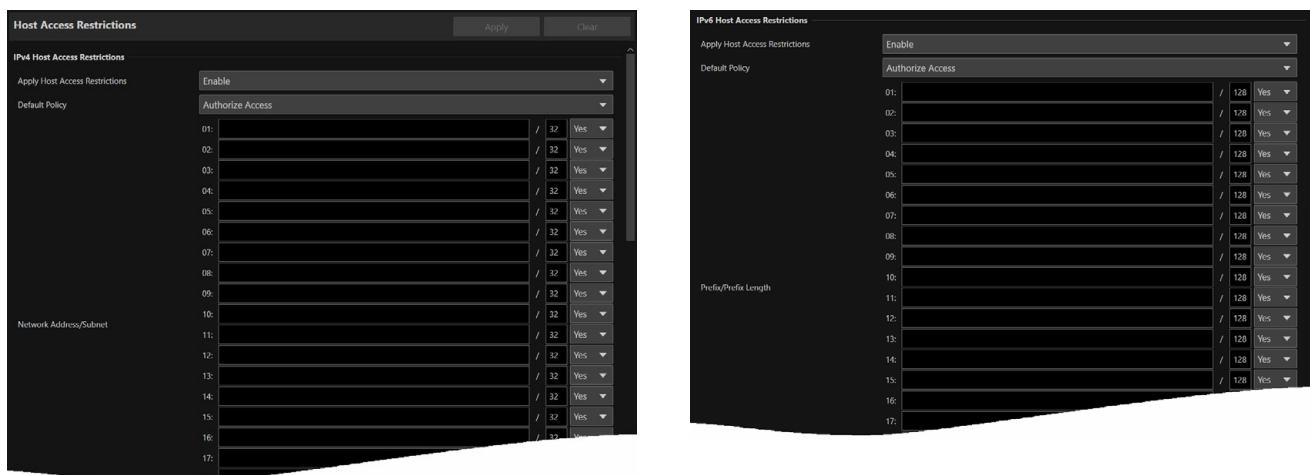 Host Access Restrictions Apply Clear
IPv4 Host Access Restrictions
Apply Host Access Restrictions Enable
Default Policy Authorize Access
01: / 32 Yes
02: / 32 Yes
03: / 32 Yes
04: / 32 Yes
05: / 32 Yes
06: / 32 Yes
07: / 32 Yes
08: / 32 Yes
09: / 32 Yes
10: / 32 Yes
Network Address/Subnet
11: / 32 Yes
12: / 32 Yes
13: / 32 Yes
14: / 32 Yes
15: / 32 Yes
16: / 32
17:
IPv6 Host Access Restrictions
Apply Host Access Restrictions Enable
Default Policy Authorize Access
01: / 128 Yes
02: / 128 Yes
03: / 128 Yes
04: / 128 Yes
05: / 128 Yes
06: / 128 Yes
07: / 128 Yes
08: / 128 Yes
09: / 128 Yes
10: / 128 Yes
Prefix/Prefix Length
11: / 128 Yes
12: / 128 Yes
13: / 128 Yes
14: / 128 Yes
15: / 128 Yes
16:
17: